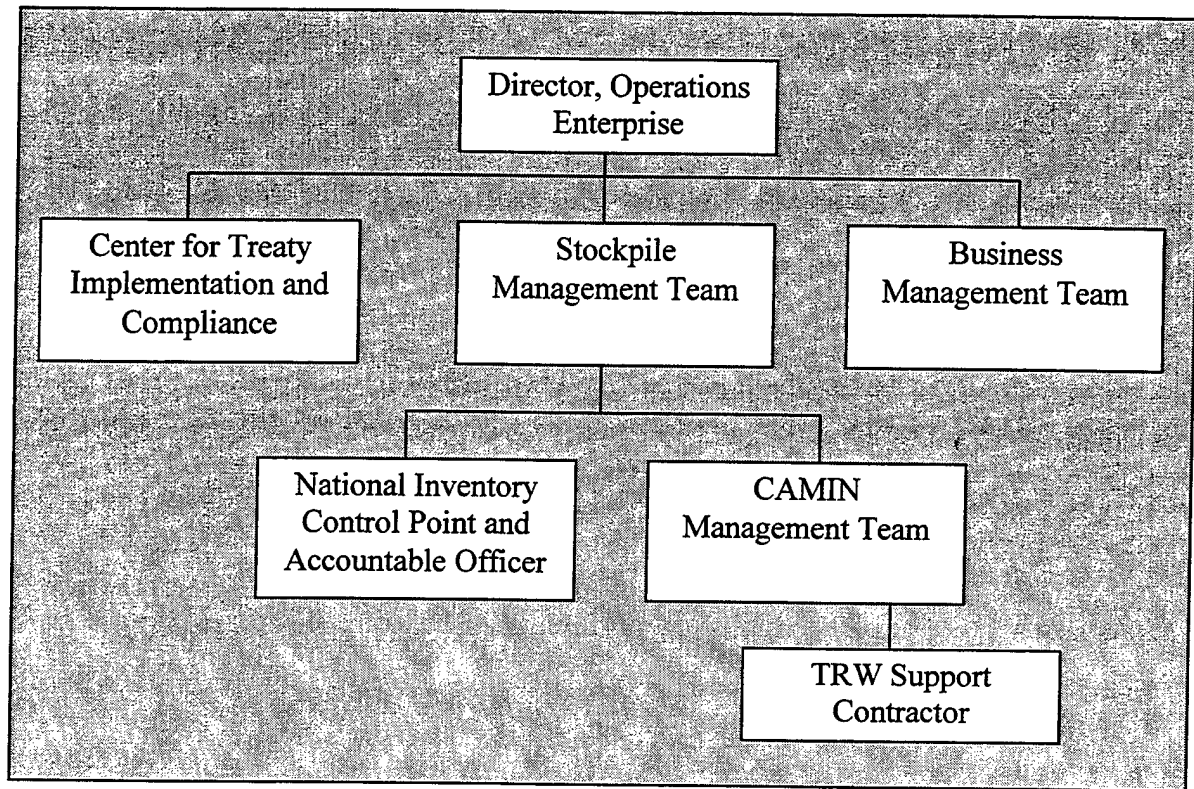 Director, Operations
Enterprise
Center for Treaty
Implementation and
Compliance
Stockpile
Management Team
Business
Management Team
National Inventory
Control Point and
Accountable Officer
CAMIN
Management Team
TRW Support
Contractor